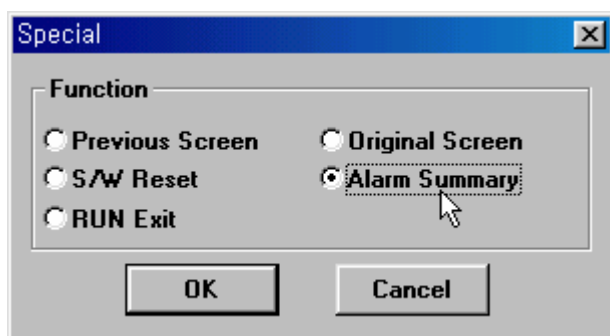 Special
Function
Previous Screen Original Screen
S/W Reset Alarm Summary
RUN Exit
OK Cancel